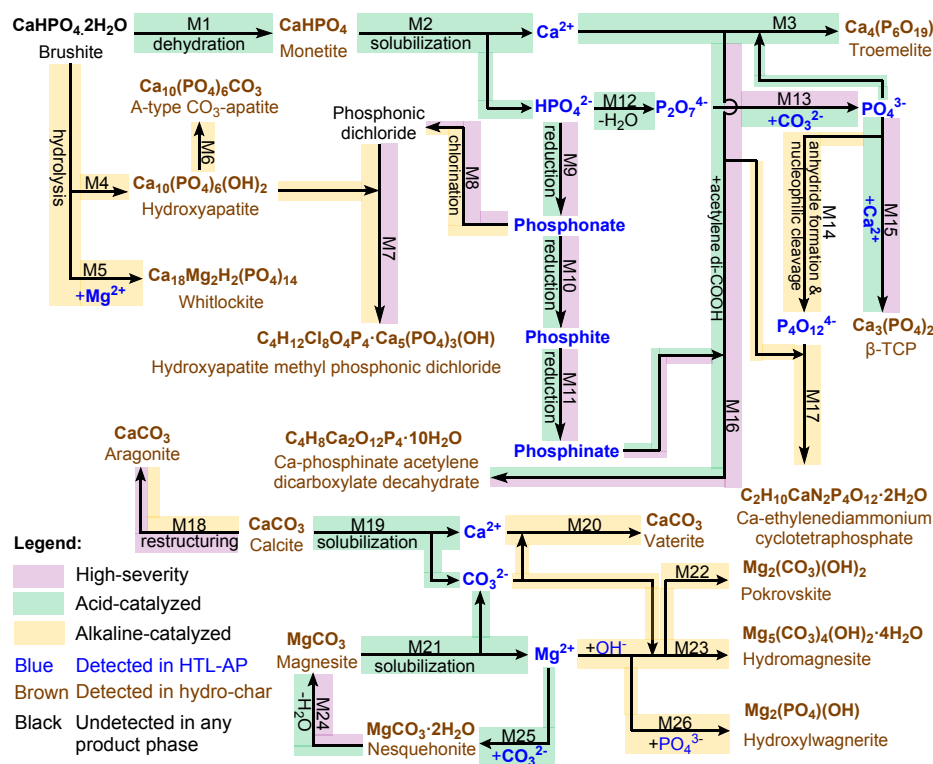 CaHPO₄.2H₂O
Brushite
M1
dehydration
CaHPO₄
Monetite
M2
solubilization
Ca²⁺
M3
Ca₄(P₆O₁₉)
Troemelite
hydrolysis
Ca₁₀(PO₄)₆CO₃
A-type CO₃-apatite
M6
M4
Ca₁₀(PO₄)₆(OH)₂
Hydroxyapatite
M5
+Mg²⁺
Ca₁₈Mg₂H₂(PO₄)₁₄
Whitlockite
Phosphonic
dichloride
M8
chlorination
M7
C₄H₁₂Cl₈O₄P₄·Ca₅(PO₄)₃(OH)
Hydroxyapatite methyl phosphonic dichloride
HPO₄²⁻
M12
-H₂O
P₂O₇⁴⁻
M13
+CO₃²⁻
PO₄³⁻
M9
reduction
Phosphonate
M10
reduction
Phosphite
M11
reduction
Phosphinate
+acetylene di-COOH
M16
anhydride formation &
nucleophilic cleavage
M14
+Ca²⁺
M15
P₄O₁₂⁴⁻
Ca₃(PO₄)₂
β-TCP
M17
C₄H₈Ca₂O₁₂P₄·10H₂O
Ca-phosphinate acetylene
dicarboxylate decahydrate
C₂H₁₀CaN₂P₄O₁₂·2H₂O
Ca-ethylenediammonium
cyclotetraphosphate
CaCO₃
Aragonite
M18
restructuring
CaCO₃
Calcite
M19
solubilization
Ca²⁺
M20
CaCO₃
Vaterite
CO₃²⁻
M22
Mg₂(CO₃)(OH)₂
Pokrovskite
MgCO₃
Magnesite
M21
solubilization
Mg²⁺
+OH⁻
M23
Mg₅(CO₃)₄(OH)₂·4H₂O
Hydromagnesite
-H₂O
M24
MgCO₃·2H₂O
Nesquehonite
M25
+CO₃²⁻
M26
+PO₄³⁻
Mg₂(PO₄)(OH)
Hydroxylwagnerite
Legend:
High-severity
Acid-catalyzed
Alkaline-catalyzed
Blue Detected in HTL-AP
Brown Detected in hydro-char
Black Undetected in any
product phase